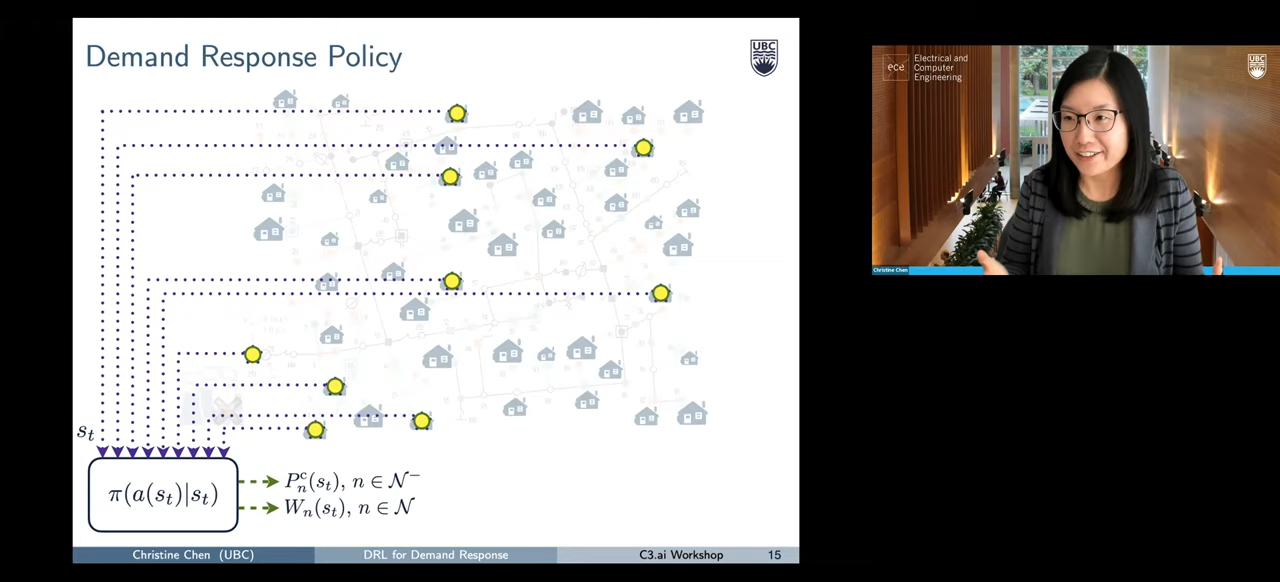 Demand Response Policy
UBC
s_t
π(a(s_t)|s_t)
P_n^c(s_t), n ∈ 𝒩⁻
W_n(s_t), n ∈ 𝒩
Christine Chen (UBC)
DRL for Demand Response
C3.ai Workshop
15
ece
Electrical and
Computer
Engineering
UBC
Christine Chen